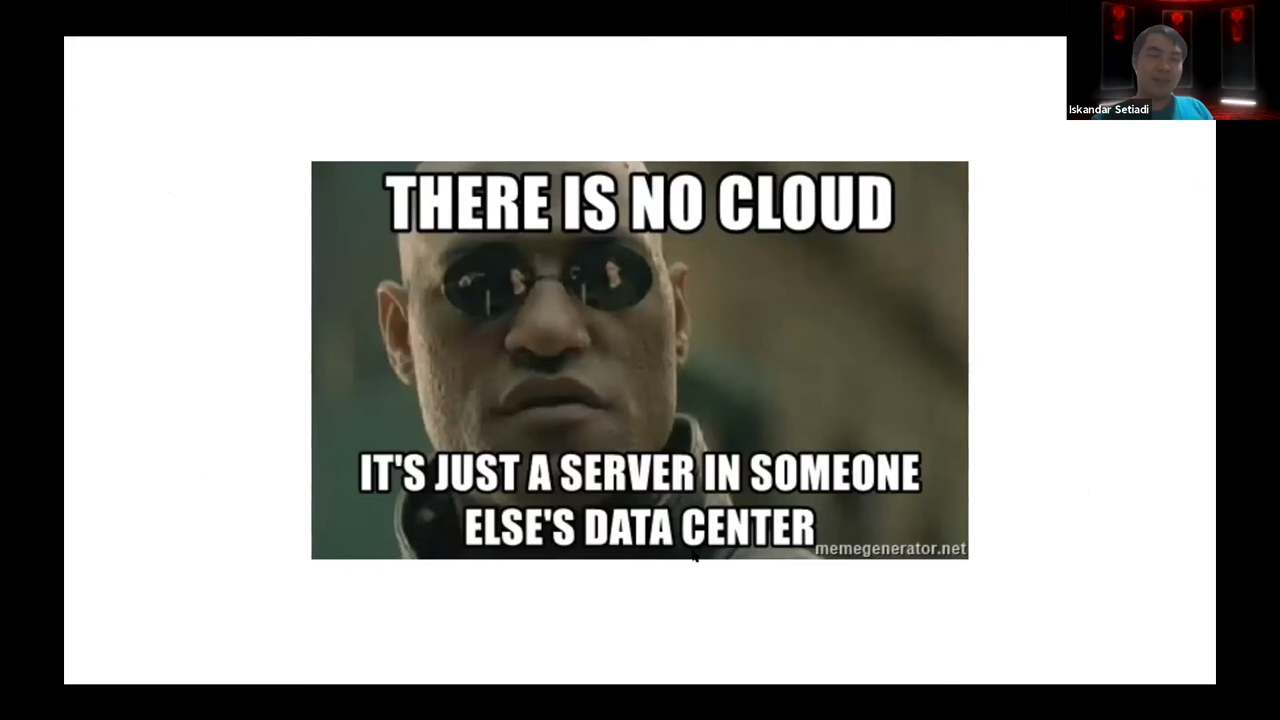 Iskandar Setiadi
THERE IS NO CLOUD
IT'S JUST A SERVER IN SOMEONE
ELSE'S DATA CENTER
memegenerator.net